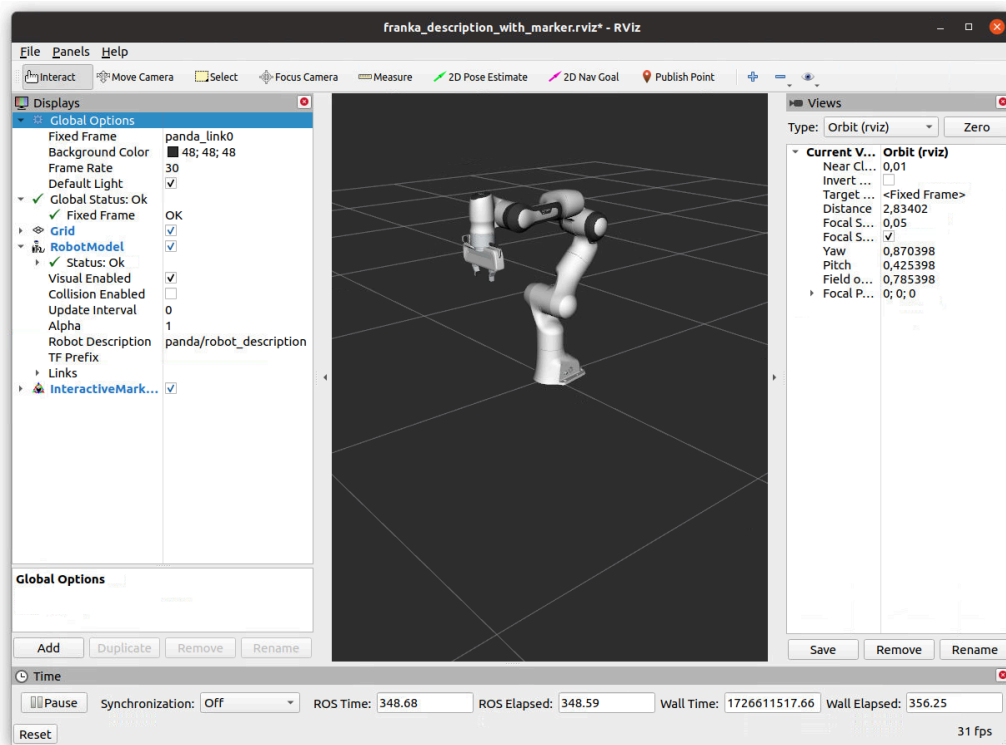 franka_description_with_marker.rviz* - RViz
File Panels Help
Interact Move Camera Select Focus Camera Measure 2D Pose Estimate 2D Nav Goal Publish Point
Displays
Global Options
Fixed Frame panda_link0
Background Color 48; 48; 48
Frame Rate 30
Default Light
Global Status: Ok
Fixed Frame OK
Grid
RobotModel
Status: Ok
Visual Enabled
Collision Enabled
Update Interval 0
Alpha 1
Robot Description panda/robot_description
TF Prefix
Links
InteractiveMark...
Global Options
Add Duplicate Remove Rename
Views
Type: Orbit (rviz) Zero
Current V... Orbit (rviz)
Near Cl... 0,01
Invert ...
Target ... <Fixed Frame>
Distance 2,83402
Focal S... 0,05
Focal S...
Yaw 0,870398
Pitch 0,425398
Field o... 0,785398
Focal P... 0; 0; 0
Save Remove Rename
Time
Pause Synchronization: Off ROS Time: 348.68 ROS Elapsed: 348.59 Wall Time: 1726611517.66 Wall Elapsed: 356.25
Reset 31 fps